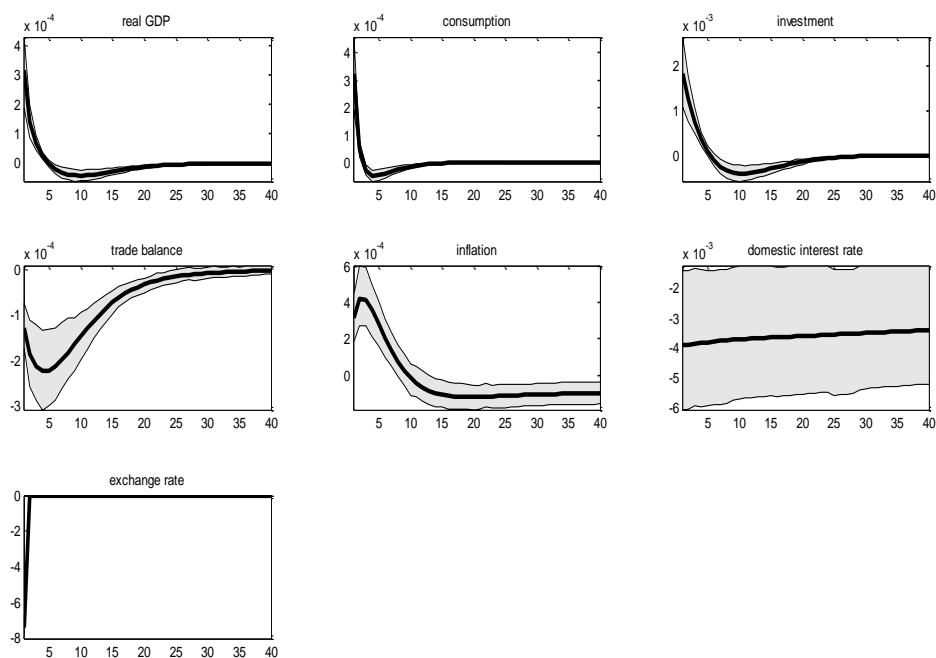 x 10^-4 real GDP
4
3
2
1
0
5 10 15 20 25 30 35 40
x 10^-4 consumption
4
3
2
1
0
5 10 15 20 25 30 35 40
x 10^-3 investment
2
1
0
5 10 15 20 25 30 35 40
x 10^-4 trade balance
0
-1
-2
-3
5 10 15 20 25 30 35 40
x 10^-4 inflation
6
4
2
0
5 10 15 20 25 30 35 40
x 10^-3 domestic interest rate
-2
-3
-4
-5
-6
5 10 15 20 25 30 35 40
exchange rate
0
-2
-4
-6
-8
5 10 15 20 25 30 35 40